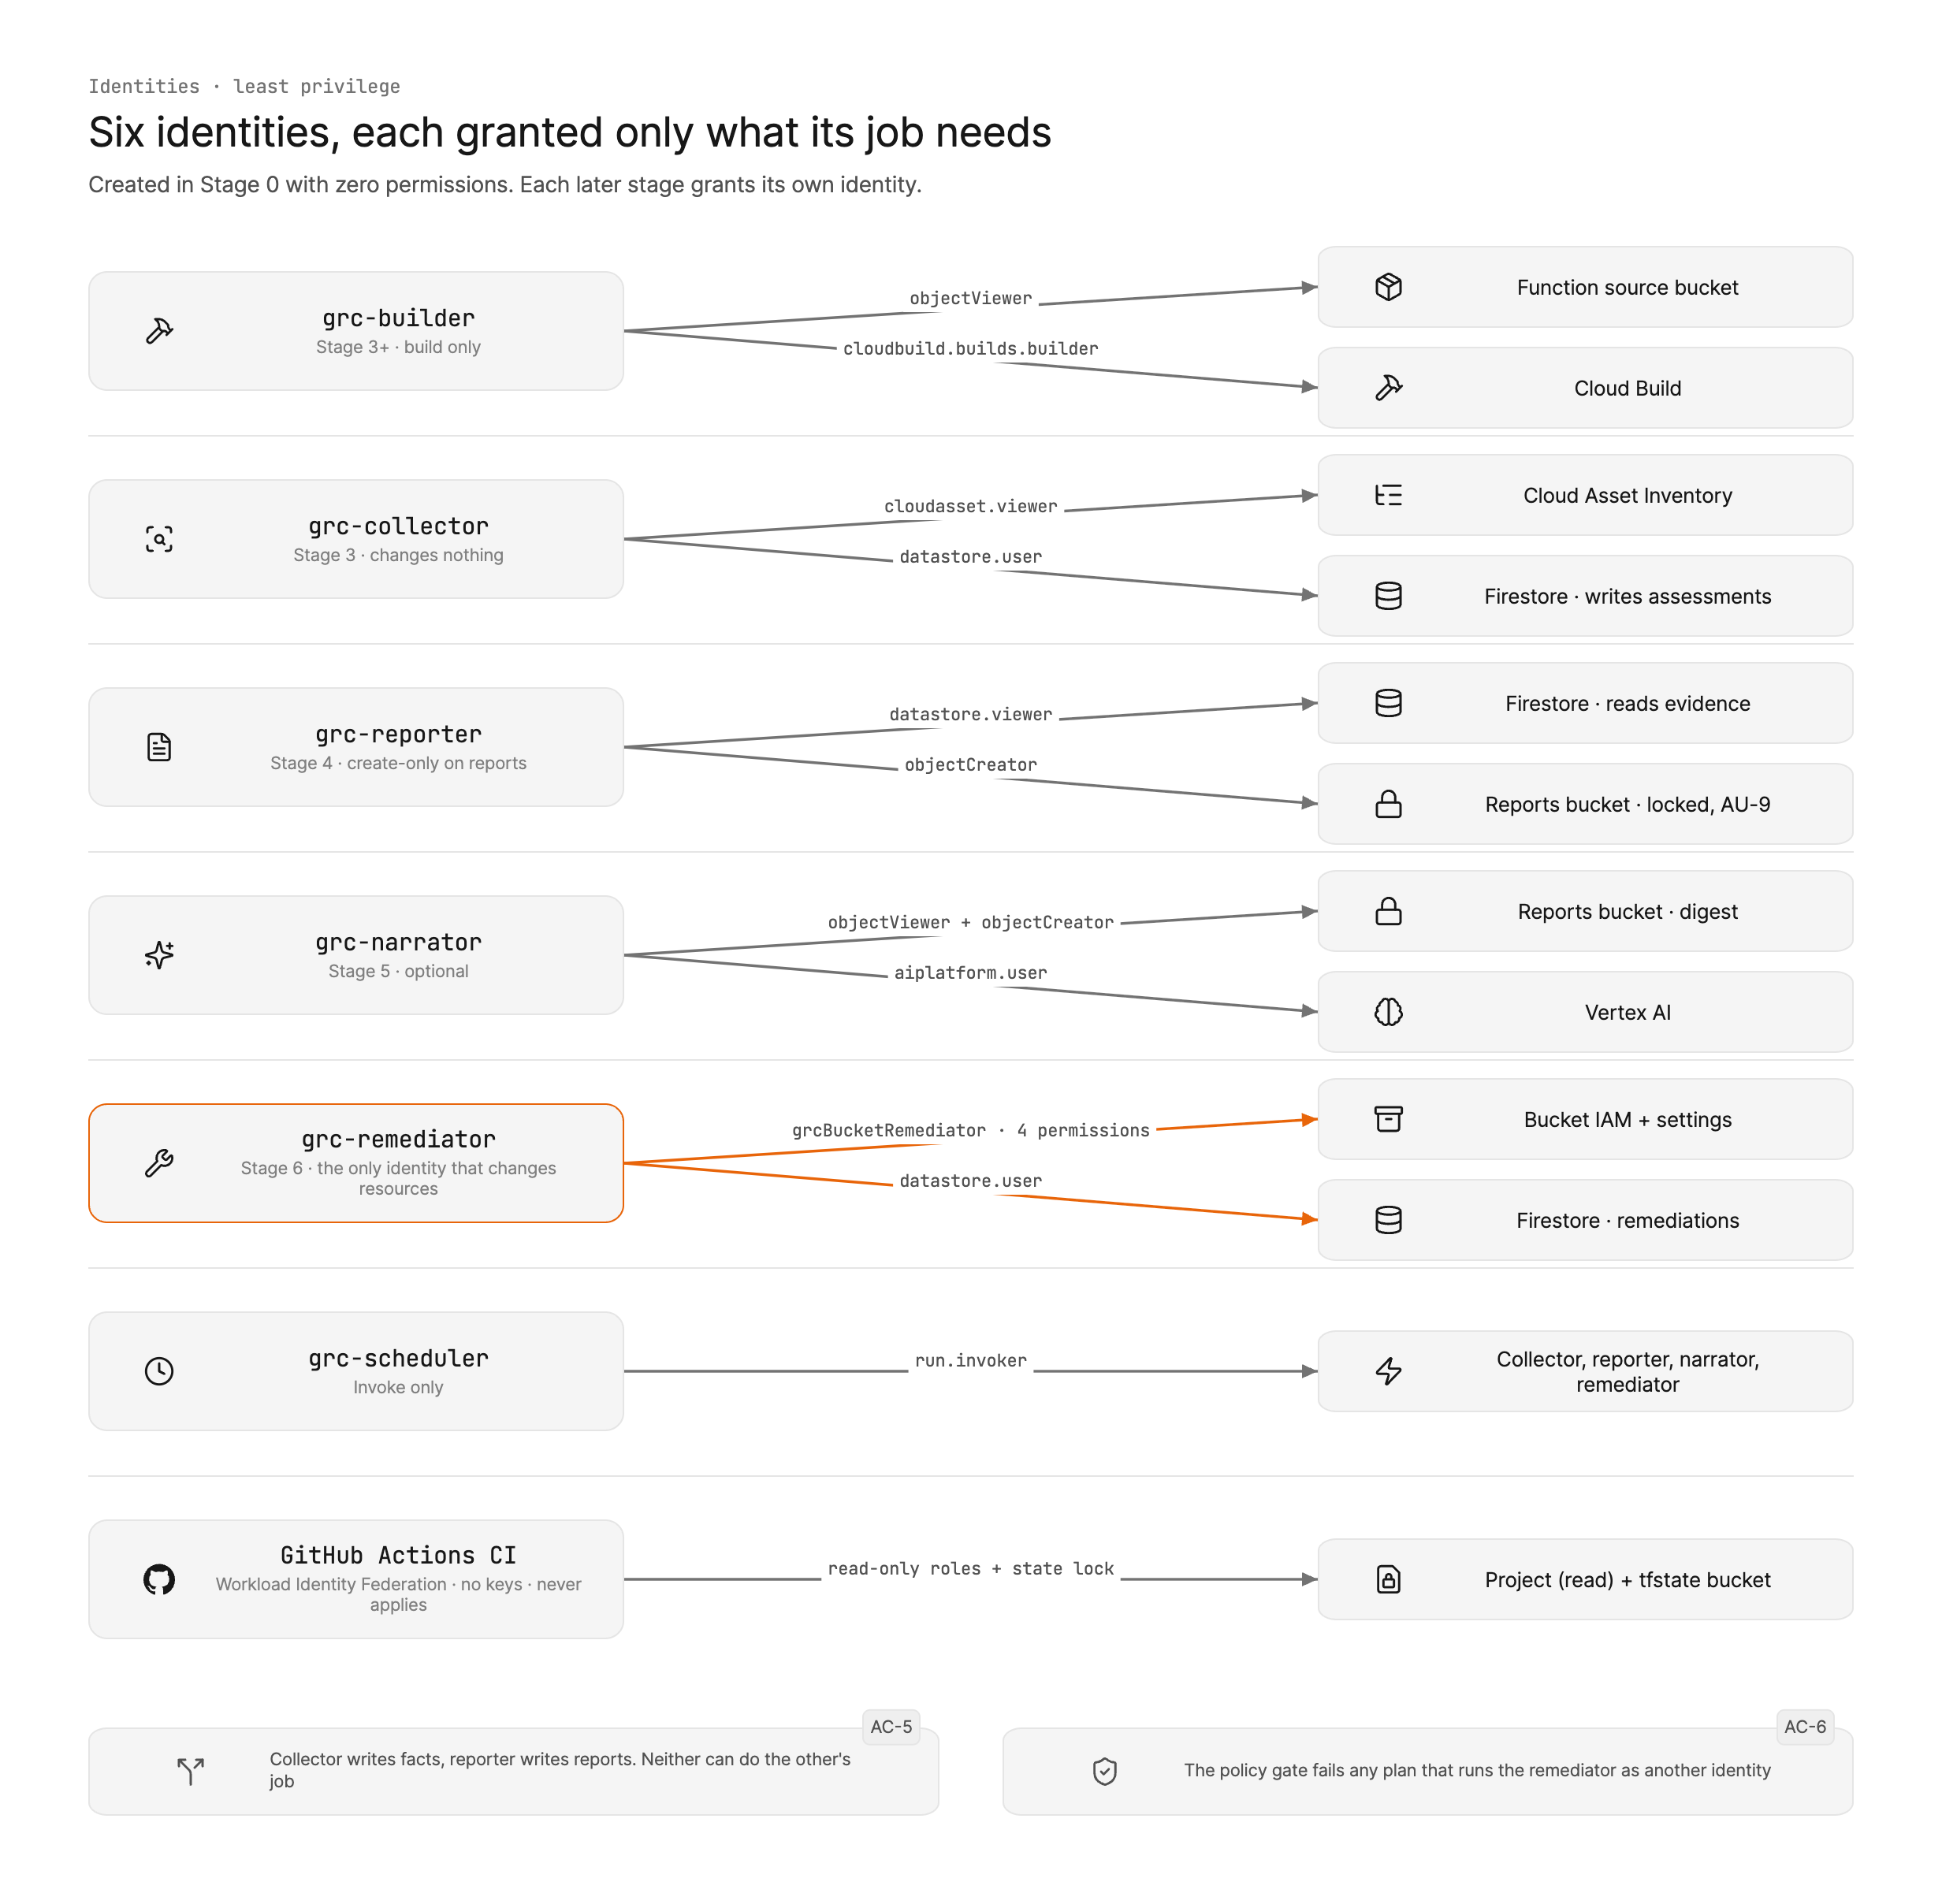 Identities · least privilege
Six identities, each granted only what its job needs
Created in Stage 0 with zero permissions. Each later stage grants its own identity.
grc-builder
Stage 3+ · build only
objectViewer
cloudbuild.builds.builder
Function source bucket
Cloud Build
grc-collector
Stage 3 · changes nothing
cloudasset.viewer
datastore.user
Cloud Asset Inventory
Firestore · writes assessments
grc-reporter
Stage 4 · create-only on reports
datastore.viewer
objectCreator
Firestore · reads evidence
Reports bucket · locked, AU-9
grc-narrator
Stage 5 · optional
objectViewer + objectCreator
aiplatform.user
Reports bucket · digest
Vertex AI
grc-remediator
Stage 6 · the only identity that changes
resources
grcBucketRemediator · 4 permissions
datastore.user
Bucket IAM + settings
Firestore · remediations
grc-scheduler
Invoke only
run.invoker
Collector, reporter, narrator,
remediator
GitHub Actions CI
Workload Identity Federation · no keys · never
applies
read-only roles + state lock
Project (read) + tfstate bucket
AC-5
Collector writes facts, reporter writes reports. Neither can do the other's
job
AC-6
The policy gate fails any plan that runs the remediator as another identity